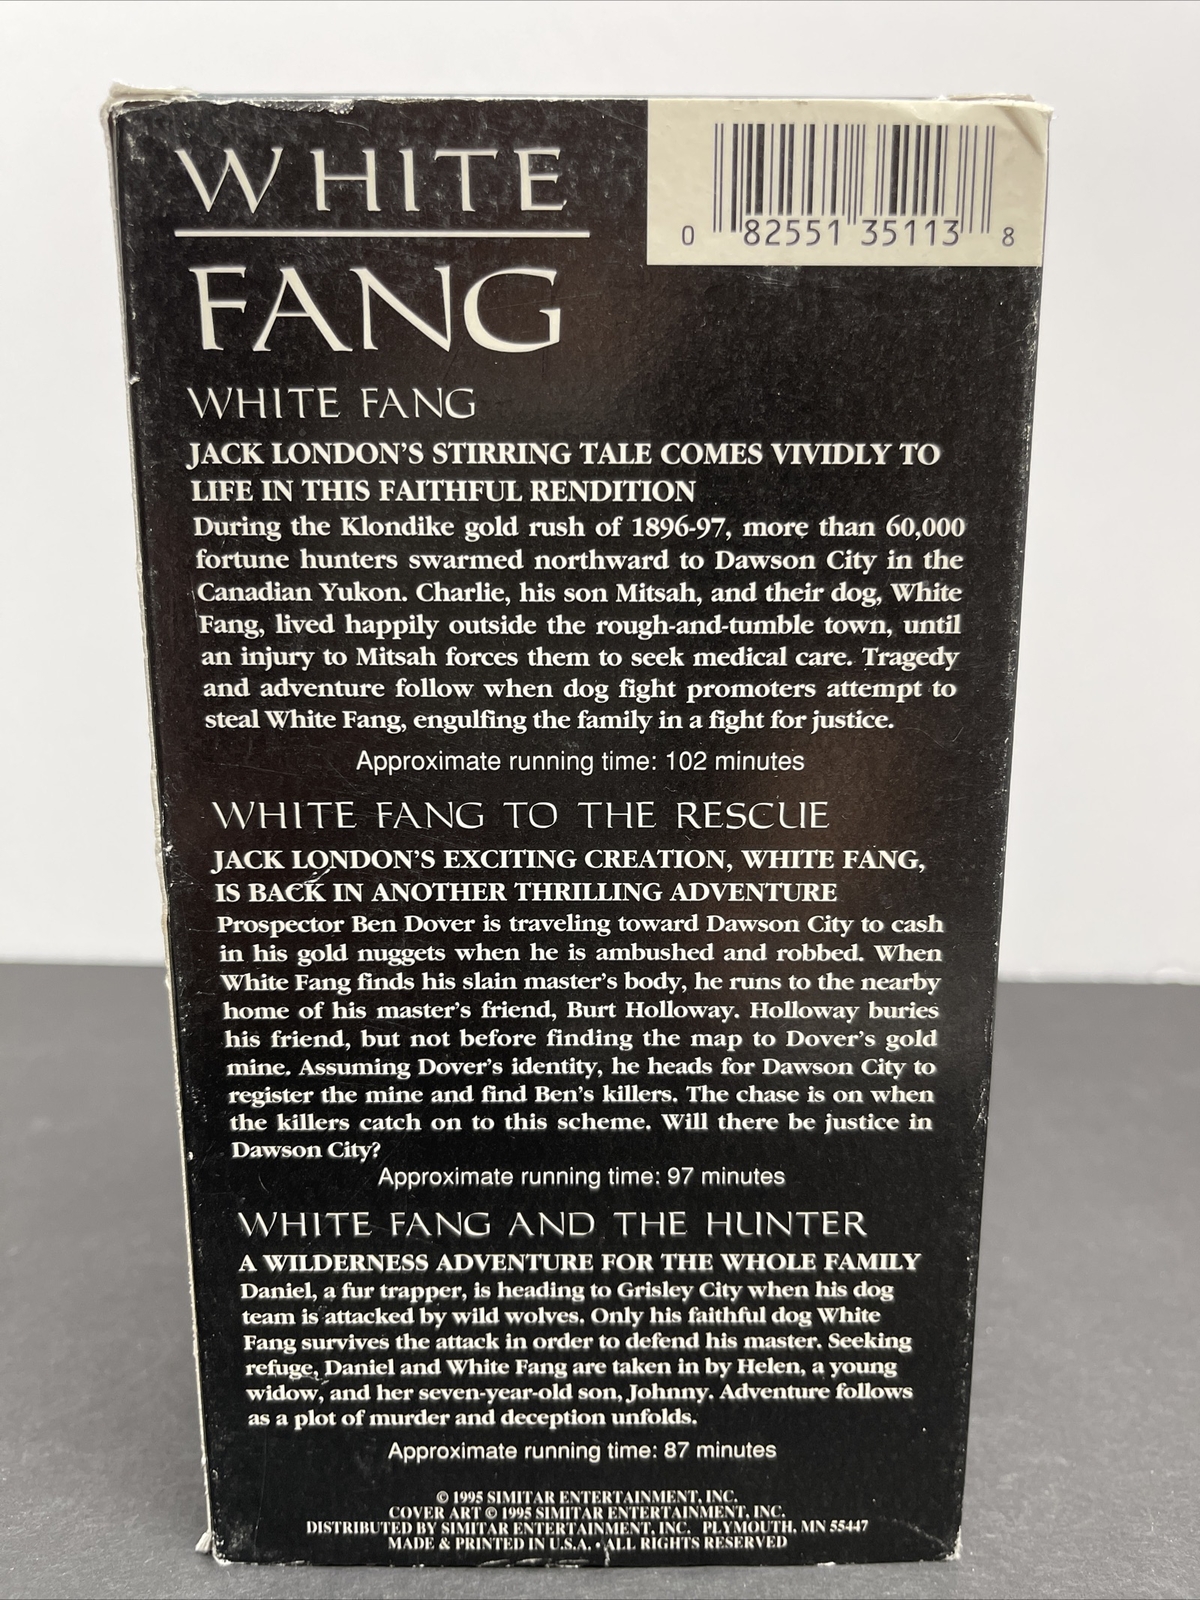 WHITE
FANG
0 82551 35113 8
WHITE FANG
JACK LONDON'S STIRRING TALE COMES VIVIDLY TO
LIFE IN THIS FAITHFUL RENDITION
During the Klondike gold rush of 1896-97, more than 60,000
fortune hunters swarmed northward to Dawson City in the
Canadian Yukon. Charlie, his son Mitsah, and their dog, White
Fang, lived happily outside the rough-and-tumble town, until
an injury to Mitsah forces them to seek medical care. Tragedy
and adventure follow when dog fight promoters attempt to
steal White Fang, engulfing the family in a fight for justice.
Approximate running time: 102 minutes
WHITE FANG TO THE RESCUE
JACK LONDON'S EXCITING CREATION, WHITE FANG,
IS BACK IN ANOTHER THRILLING ADVENTURE
Prospector Ben Dover is traveling toward Dawson City to cash
in his gold nuggets when he is ambushed and robbed. When
White Fang finds his slain master's body, he runs to the nearby
home of his master's friend, Burt Holloway. Holloway buries
his friend, but not before finding the map to Dover's gold
mine. Assuming Dover's identity, he heads for Dawson City to
register the mine and find Ben's killers. The chase is on when
the killers catch on to this scheme. Will there be justice in
Dawson City?
Approximate running time: 97 minutes
WHITE FANG AND THE HUNTER
A WILDERNESS ADVENTURE FOR THE WHOLE FAMILY
Daniel, a fur trapper, is heading to Grisley City when his dog
team is attacked by wild wolves. Only his faithful dog White
Fang survives the attack in order to defend his master. Seeking
refuge, Daniel and White Fang are taken in by Helen, a young
widow, and her seven-year-old son, Johnny. Adventure follows
as a plot of murder and deception unfolds.
Approximate running time: 87 minutes
© 1995 SIMITAR ENTERTAINMENT, INC.
COVER ART © 1995 SIMITAR ENTERTAINMENT, INC.
DISTRIBUTED BY SIMITAR ENTERTAINMENT, INC. PLYMOUTH, MN 55447
MADE & PRINTED IN U.S.A. • ALL RIGHTS RESERVED